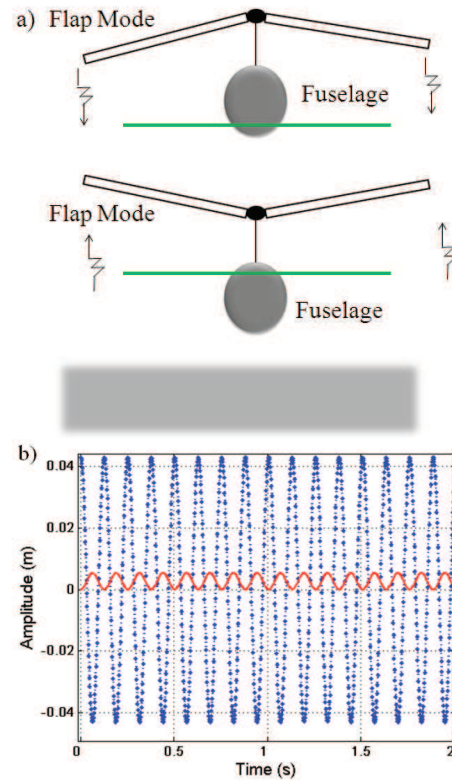 a) Flap Mode
Fuselage
Flap Mode
Fuselage
b)
0.04
0.02
0
-0.02
-0.04
Amplitude (m)
0 0.5 1 1.5 2
Time (s)